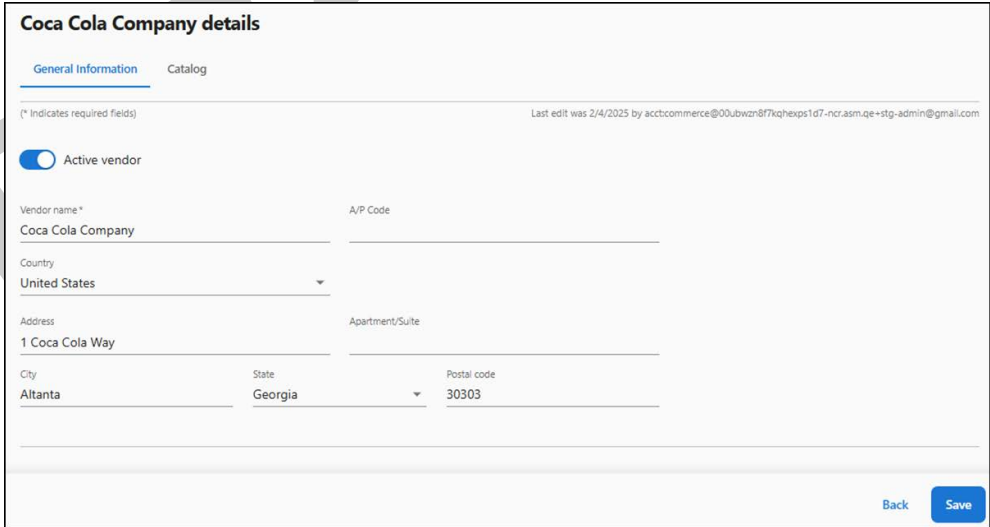 Coca Cola Company details
General Information Catalog
(* Indicates required fields) Last edit was 2/4/2025 by acct:commerce@00ubwzn8f7kqhexps1d7-ncr.asm.qe+stg-admin@gmail.com
Active vendor
Vendor name* A/P Code
Coca Cola Company
Country
United States
Address Apartment/Suite
1 Coca Cola Way
City State Postal code
Altanta Georgia 30303
Back Save